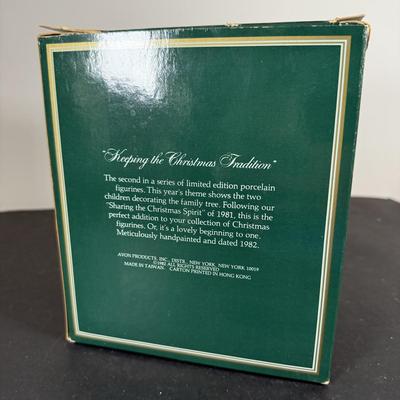 "Keeping the Christmas Tradition"
The second in a series of limited edition porcelain
figurines. This year's theme shows the two
children decorating the family tree. Following our
"Sharing the Christmas Spirit" of 1981, this is the
perfect addition to your collection of Christmas
figurines. Or, it's a lovely beginning to one.
Meticulously handpainted and dated 1982.
AVON PRODUCTS, INC., DISTR., NEW YORK, NEW YORK 10019
©1982 ALL RIGHTS RESERVED
MADE IN TAIWAN. CARTON PRINTED IN HONG KONG